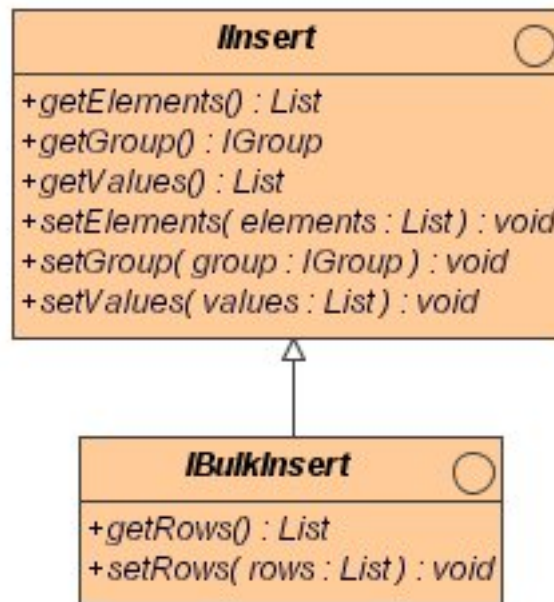 IInsert
+getElements() : List
+getGroup() : IGroup
+getValues() : List
+setElements( elements : List ) : void
+setGroup( group : IGroup ) : void
+setValues( values : List ) : void
IBulkInsert
+getRows() : List
+setRows( rows : List ) : void